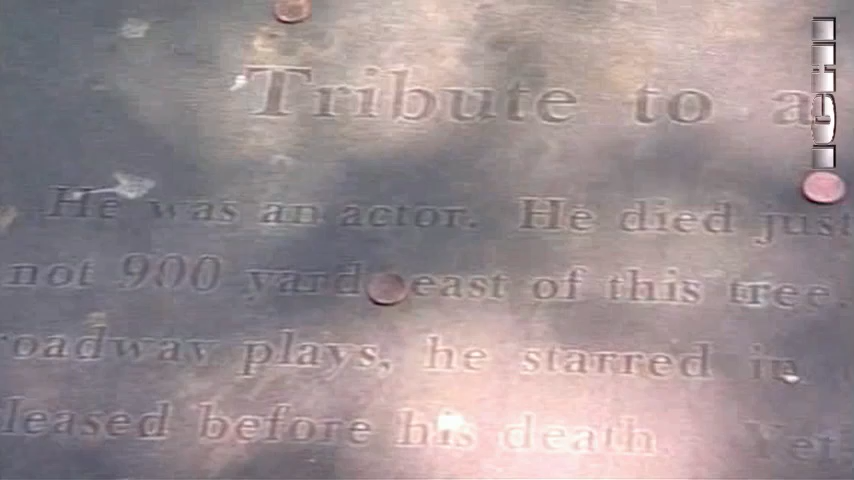 Tribute to a
He was an actor. He died just
not 900 yard east of this tree.
roadway plays, he starred in
leased before his death. Yet,